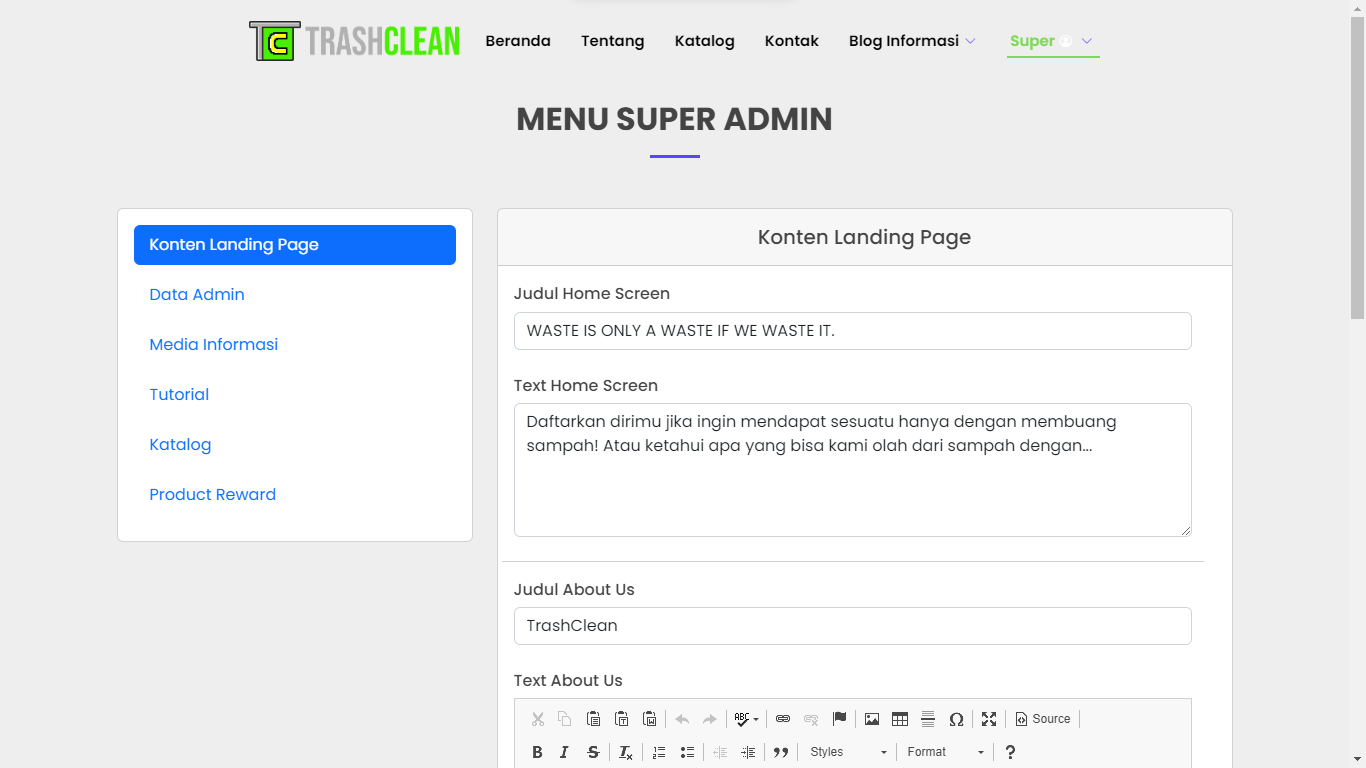 TRASHCLEAN Beranda Tentang Katalog Kontak Blog Informasi Super
MENU SUPER ADMIN
Konten Landing Page
Data Admin
Media Informasi
Tutorial
Katalog
Product Reward
Konten Landing Page
Judul Home Screen
WASTE IS ONLY A WASTE IF WE WASTE IT.
Text Home Screen
Daftarkan dirimu jika ingin mendapat sesuatu hanya dengan membuang
sampah! Atau ketahui apa yang bisa kami olah dari sampah dengan...
Judul About Us
TrashClean
Text About Us
ABC Ω Source
B I S Tx Styles Format ?